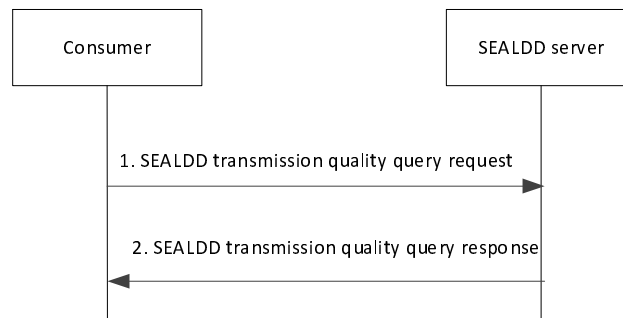 Consumer
SEALDD server
1. SEALDD transmission quality query request
2. SEALDD transmission quality query response